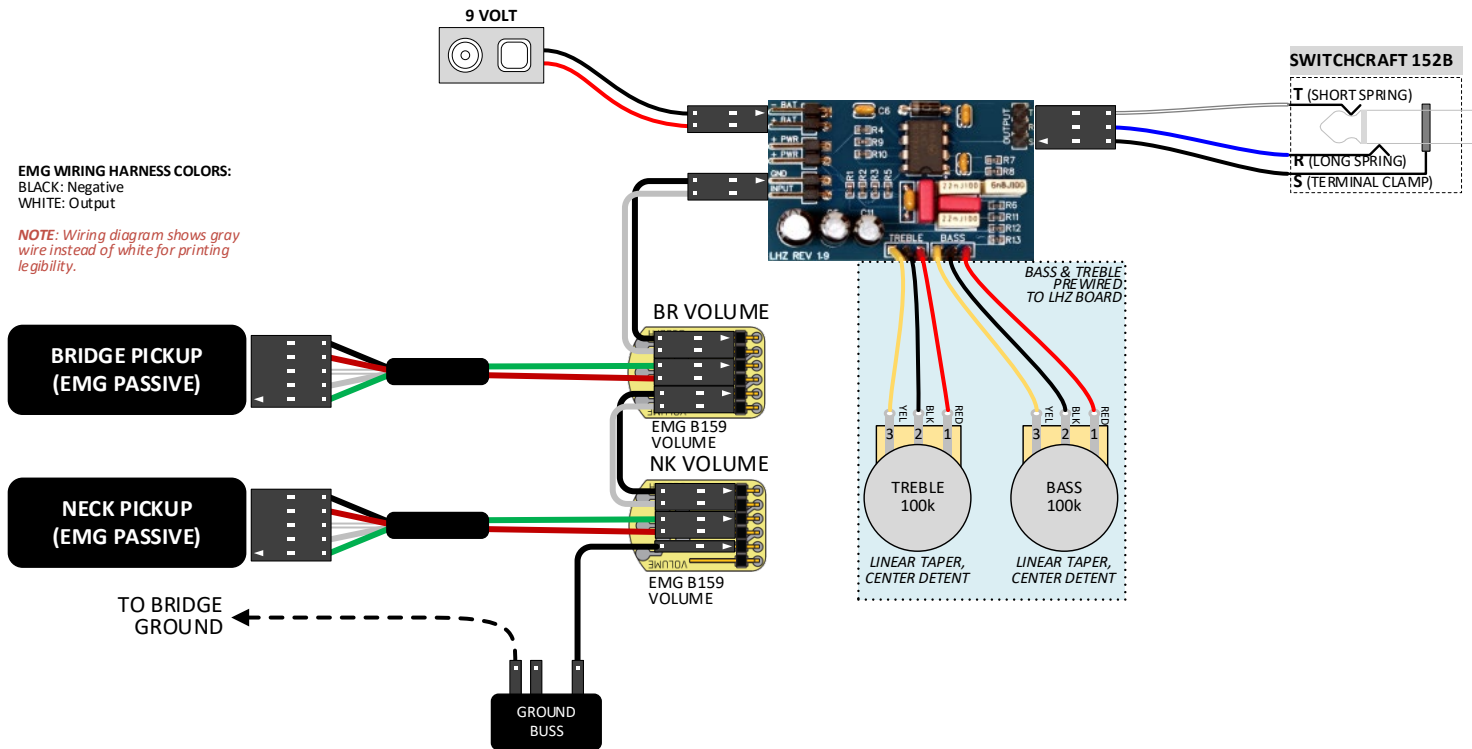 9 VOLT
SWITCHCRAFT 152B
T (SHORT SPRING)
R (LONG SPRING)
S (TERMINAL CLAMP)
- BAT
+ BAT
+ PWR
+ PWR
GND
INPUT
C6
R4
R9
R10
R1
R2
R3
R5
OUTPUT
T
R
S
R7
R8
22nJ100
6n8J100
22nJ100
R6
R11
R12
R13
C11
TREBLE
BASS
LHZ REV 1-9
EMG WIRING HARNESS COLORS:
BLACK: Negative
WHITE: Output
NOTE: Wiring diagram shows gray
wire instead of white for printing
legibility.
BASS & TREBLE
PREWIRED
TO LHZ BOARD
BR VOLUME
BRIDGE PICKUP
(EMG PASSIVE)
VOLUME
EMG B159
VOLUME
YEL
BLK
RED
YEL
BLK
RED
3
2
1
3
2
1
TREBLE
100k
BASS
100k
LINEAR TAPER,
CENTER DETENT
LINEAR TAPER,
CENTER DETENT
NK VOLUME
NECK PICKUP
(EMG PASSIVE)
VOLUME
EMG B159
VOLUME
TO BRIDGE
GROUND
GROUND
BUSS